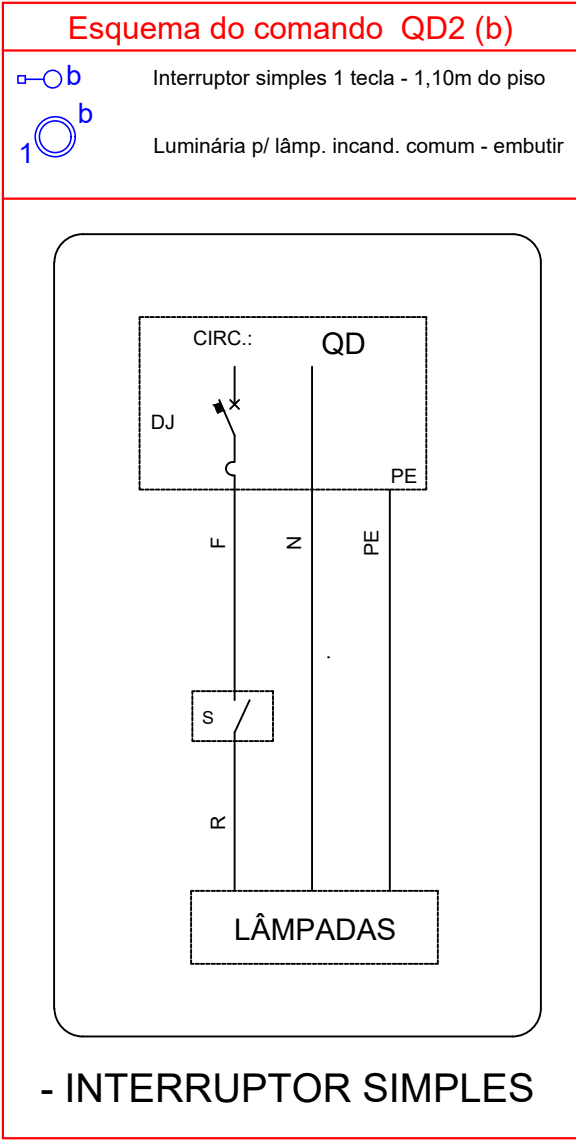 Esquema do comando QD2 (b)
b
Interruptor simples 1 tecla - 1,10m do piso
b
1
Luminária p/ lâmp. incand. comum - embutir
CIRC.:
QD
DJ
PE
F
N
PE
S
R
LÂMPADAS
- INTERRUPTOR SIMPLES